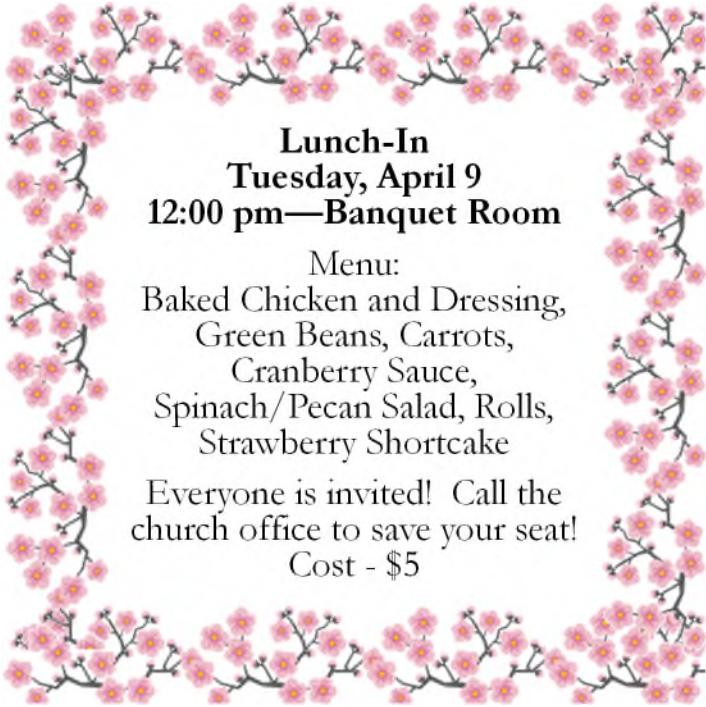 Lunch-In
Tuesday, April 9
12:00 pm—Banquet Room
Menu:
Baked Chicken and Dressing,
Green Beans, Carrots,
Cranberry Sauce,
Spinach/Pecan Salad, Rolls,
Strawberry Shortcake
Everyone is invited!  Call the
church office to save your seat!
Cost - $5